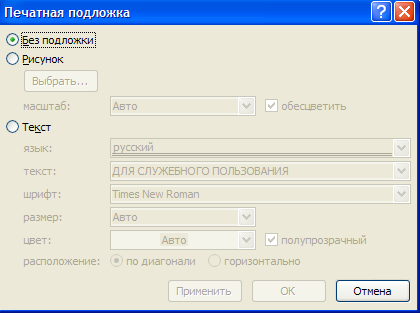 Печатная подложка
Без подложки
Рисунок
Выбрать...
масштаб: Авто обесцветить
Текст
язык: русский
текст: ДЛЯ СЛУЖЕБНОГО ПОЛЬЗОВАНИЯ
шрифт: Times New Roman
размер: Авто
цвет: Авто полупрозрачный
расположение: по диагонали горизонтально
Применить ОК Отмена